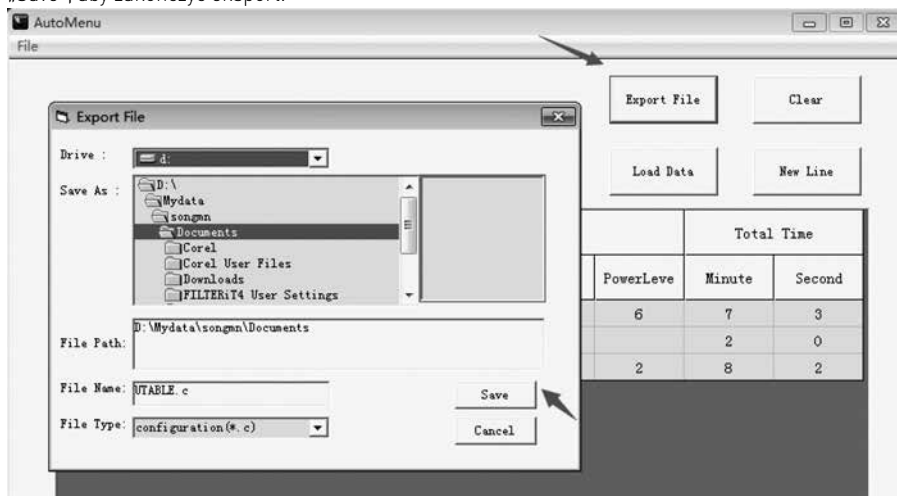 „Save”, aby zakończyć eksport.
AutoMenu
File
Export File
Clear
Load Data
New Line
Export File
Drive :
d:
Save As :
D:\
Mydata
songmn
Documents
Corel
Corel User Files
Downloads
FILTERiT4 User Settings
File Path:
D:\Mydata\songmn\Documents
File Name:
UTABLE.c
Save
File Type:
configuration(*.c)
Cancel
Total Time
PowerLeve Minute Second
6 7 3
2 0
2 8 2